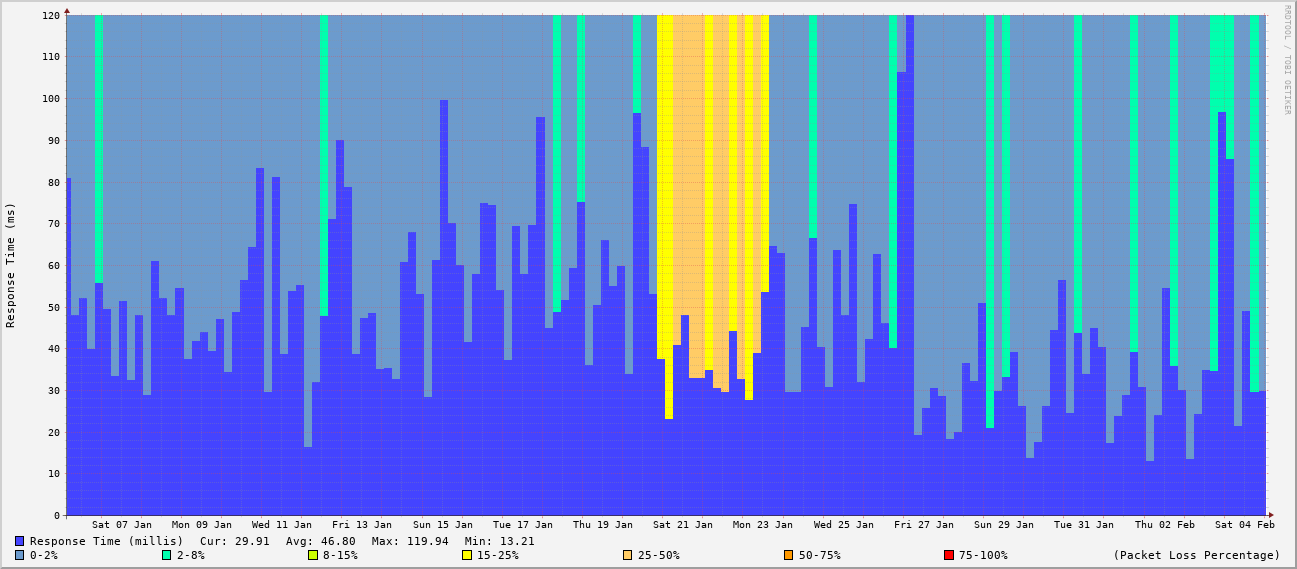 RRDTOOL / TOBI OETIKER
Response Time (ms)
120
110
100
90
80
70
60
50
40
30
20
10
0
Sat 07 Jan Mon 09 Jan Wed 11 Jan Fri 13 Jan Sun 15 Jan Tue 17 Jan Thu 19 Jan Sat 21 Jan Mon 23 Jan Wed 25 Jan Fri 27 Jan Sun 29 Jan Tue 31 Jan Thu 02 Feb Sat 04 Feb
Response Time (millis) Cur: 29.91 Avg: 46.80 Max: 119.94 Min: 13.21
0-2% 2-8% 8-15% 15-25% 25-50% 50-75% 75-100% (Packet Loss Percentage)